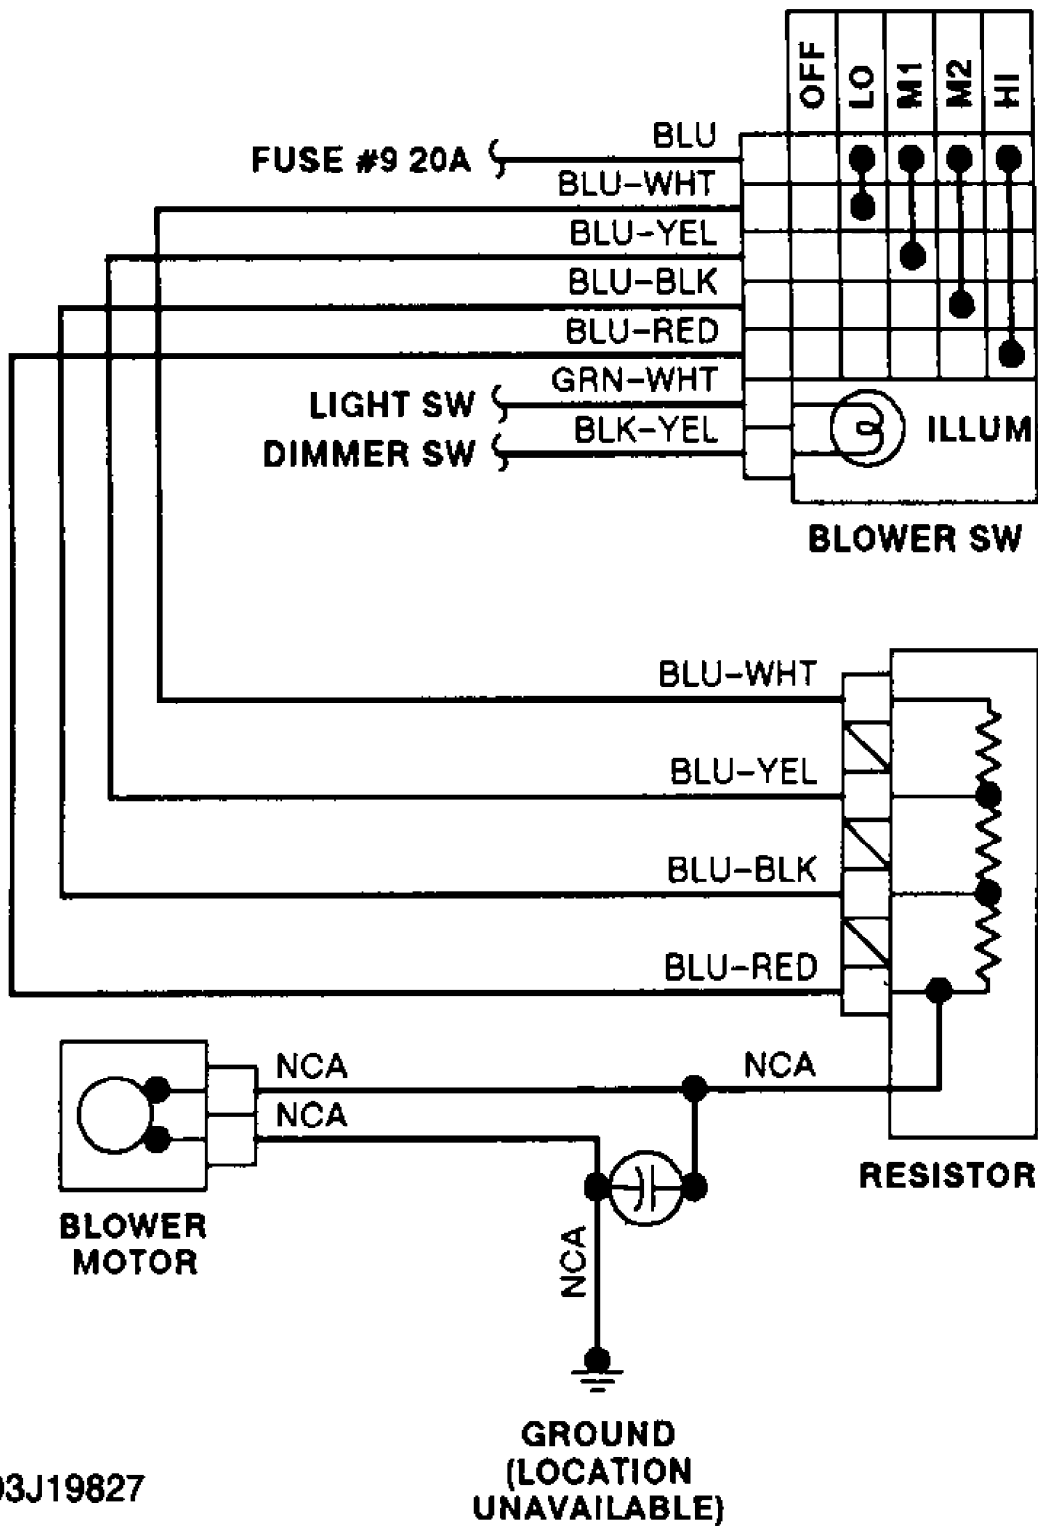 OFF LO M1 M2 HI
BLU
FUSE #9 20A
BLU-WHT
BLU-YEL
BLU-BLK
BLU-RED
GRN-WHT
LIGHT SW
BLK-YEL
DIMMER SW
ILLUM
BLOWER SW
BLU-WHT
BLU-YEL
BLU-BLK
BLU-RED
NCA
NCA
NCA
RESISTOR
BLOWER
MOTOR
NCA
GROUND
(LOCATION
UNAVAILABLE)
93J19827